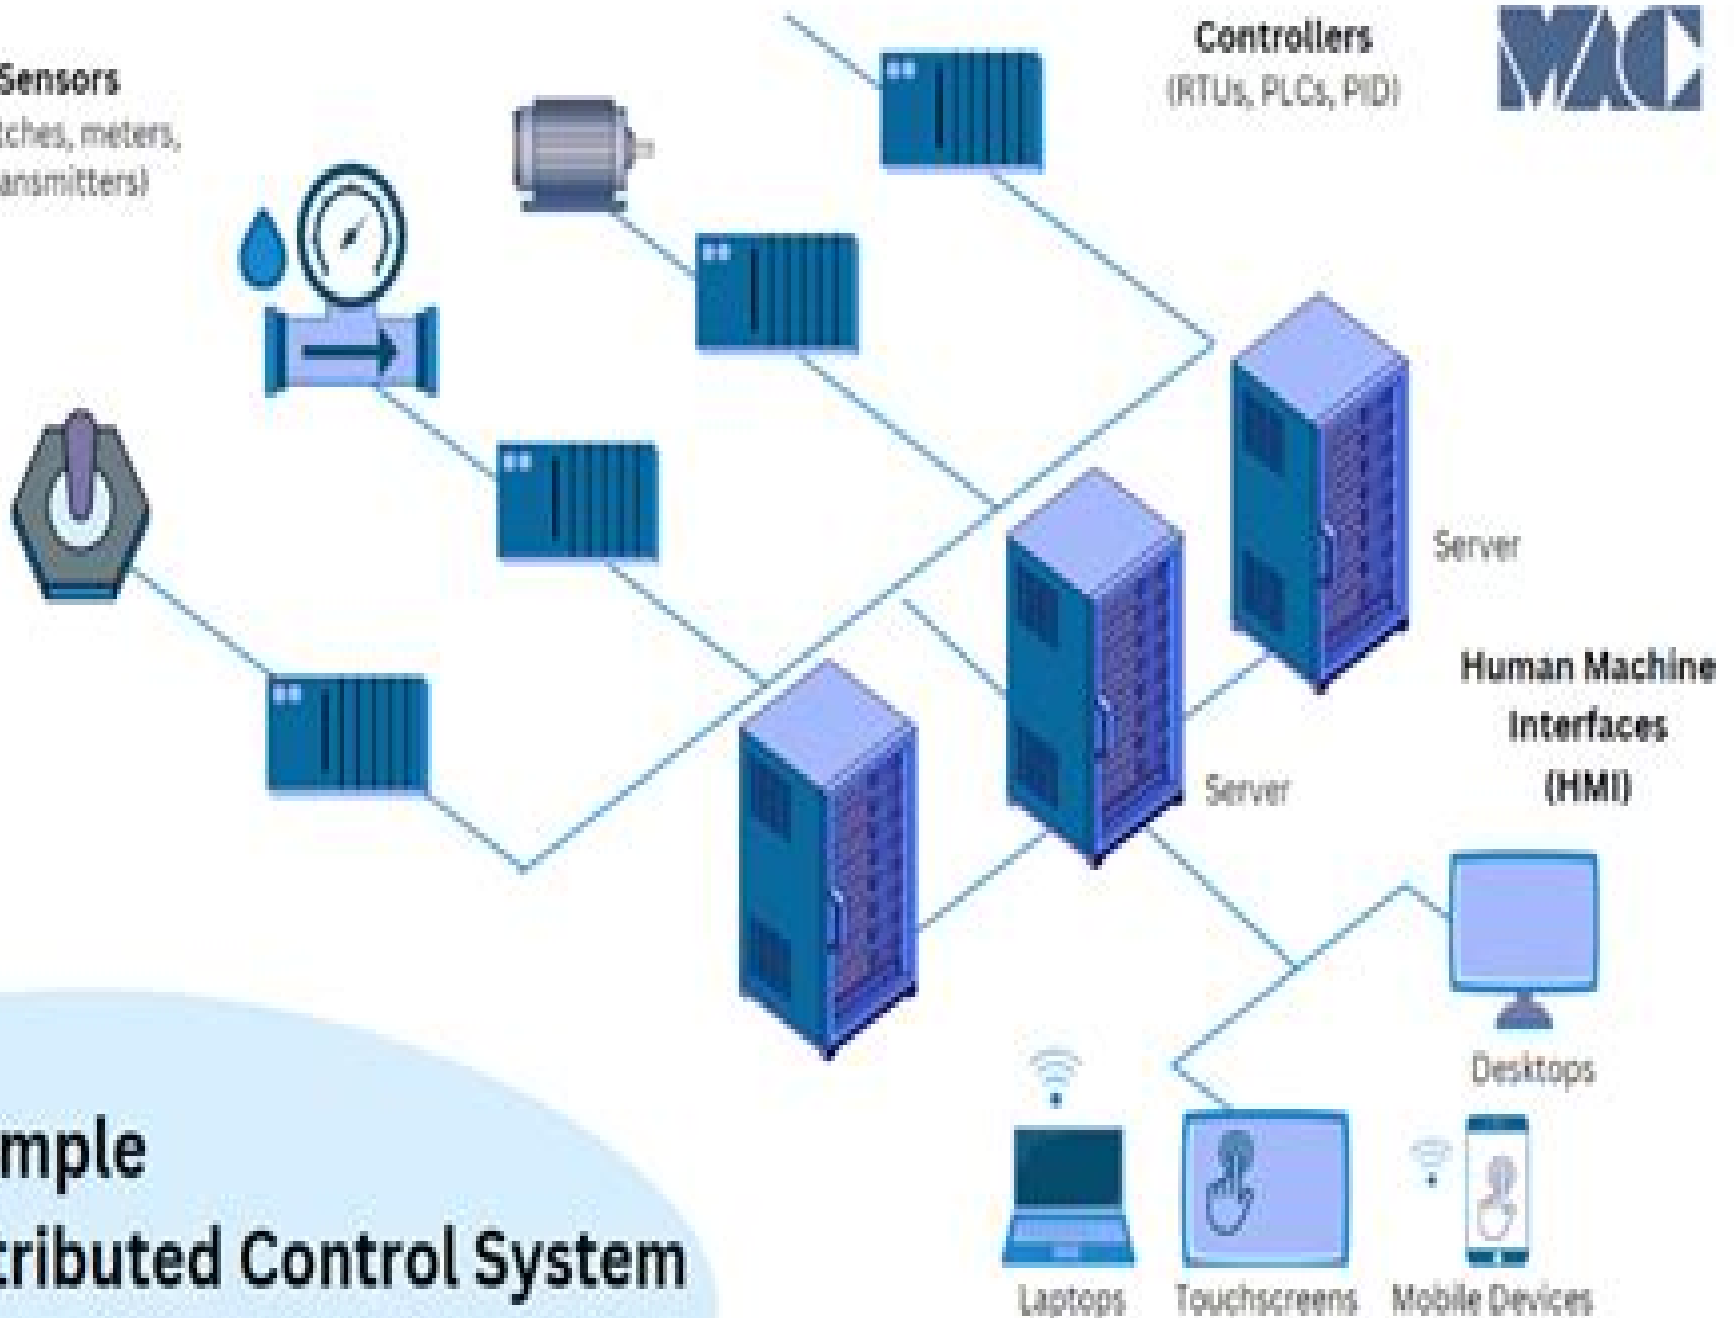 Sensors
tches, meters,
ansmitters)
Controllers
(RTUs, PLCs, PID)
WAC
Server
Server
Human Machine
Interfaces
(HMI)
Desktops
Laptops
Touchscreens
Mobile Devices
mple
tributed Control System